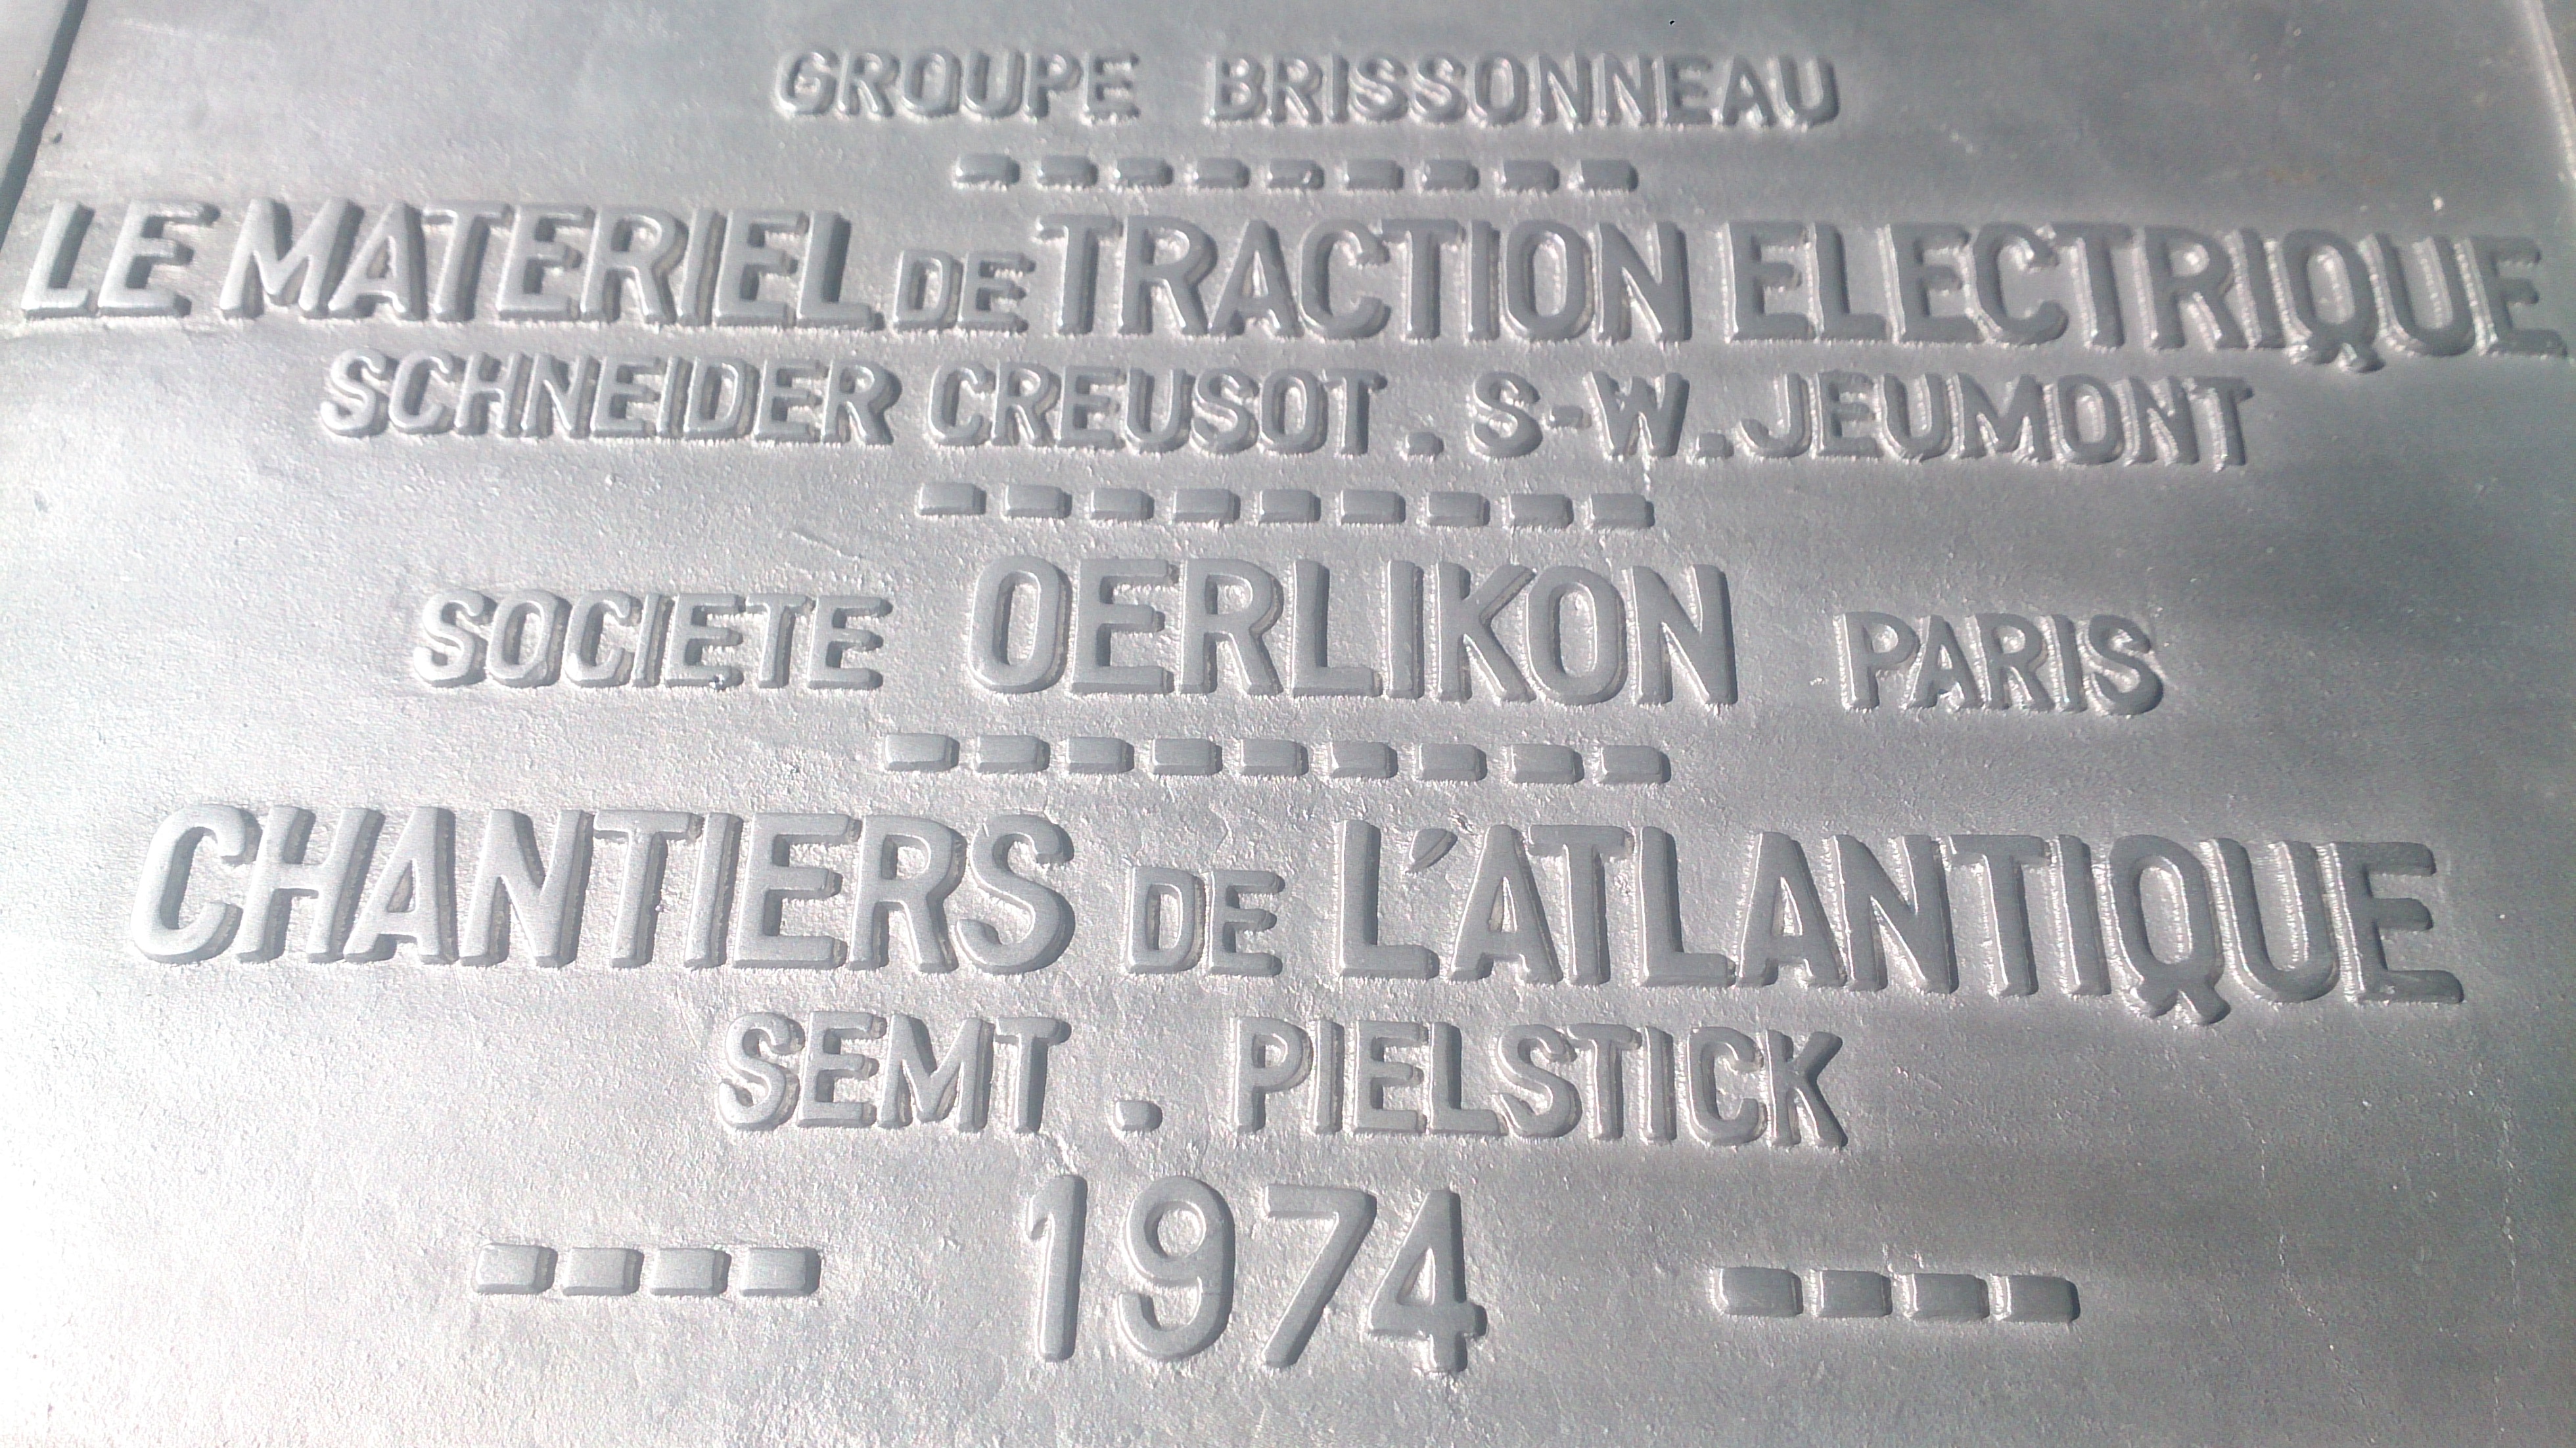 GROUPE BRISSONNEAU
---------
LE MATERIEL DE TRACTION ELECTRIQUE
SCHNEIDER CREUSOT . S-W. JEUMONT
---------
SOCIETE OERLIKON PARIS
---------
CHANTIERS DE L'ATLANTIQUE
SEMT . PIELSTICK
---- 1974 ----